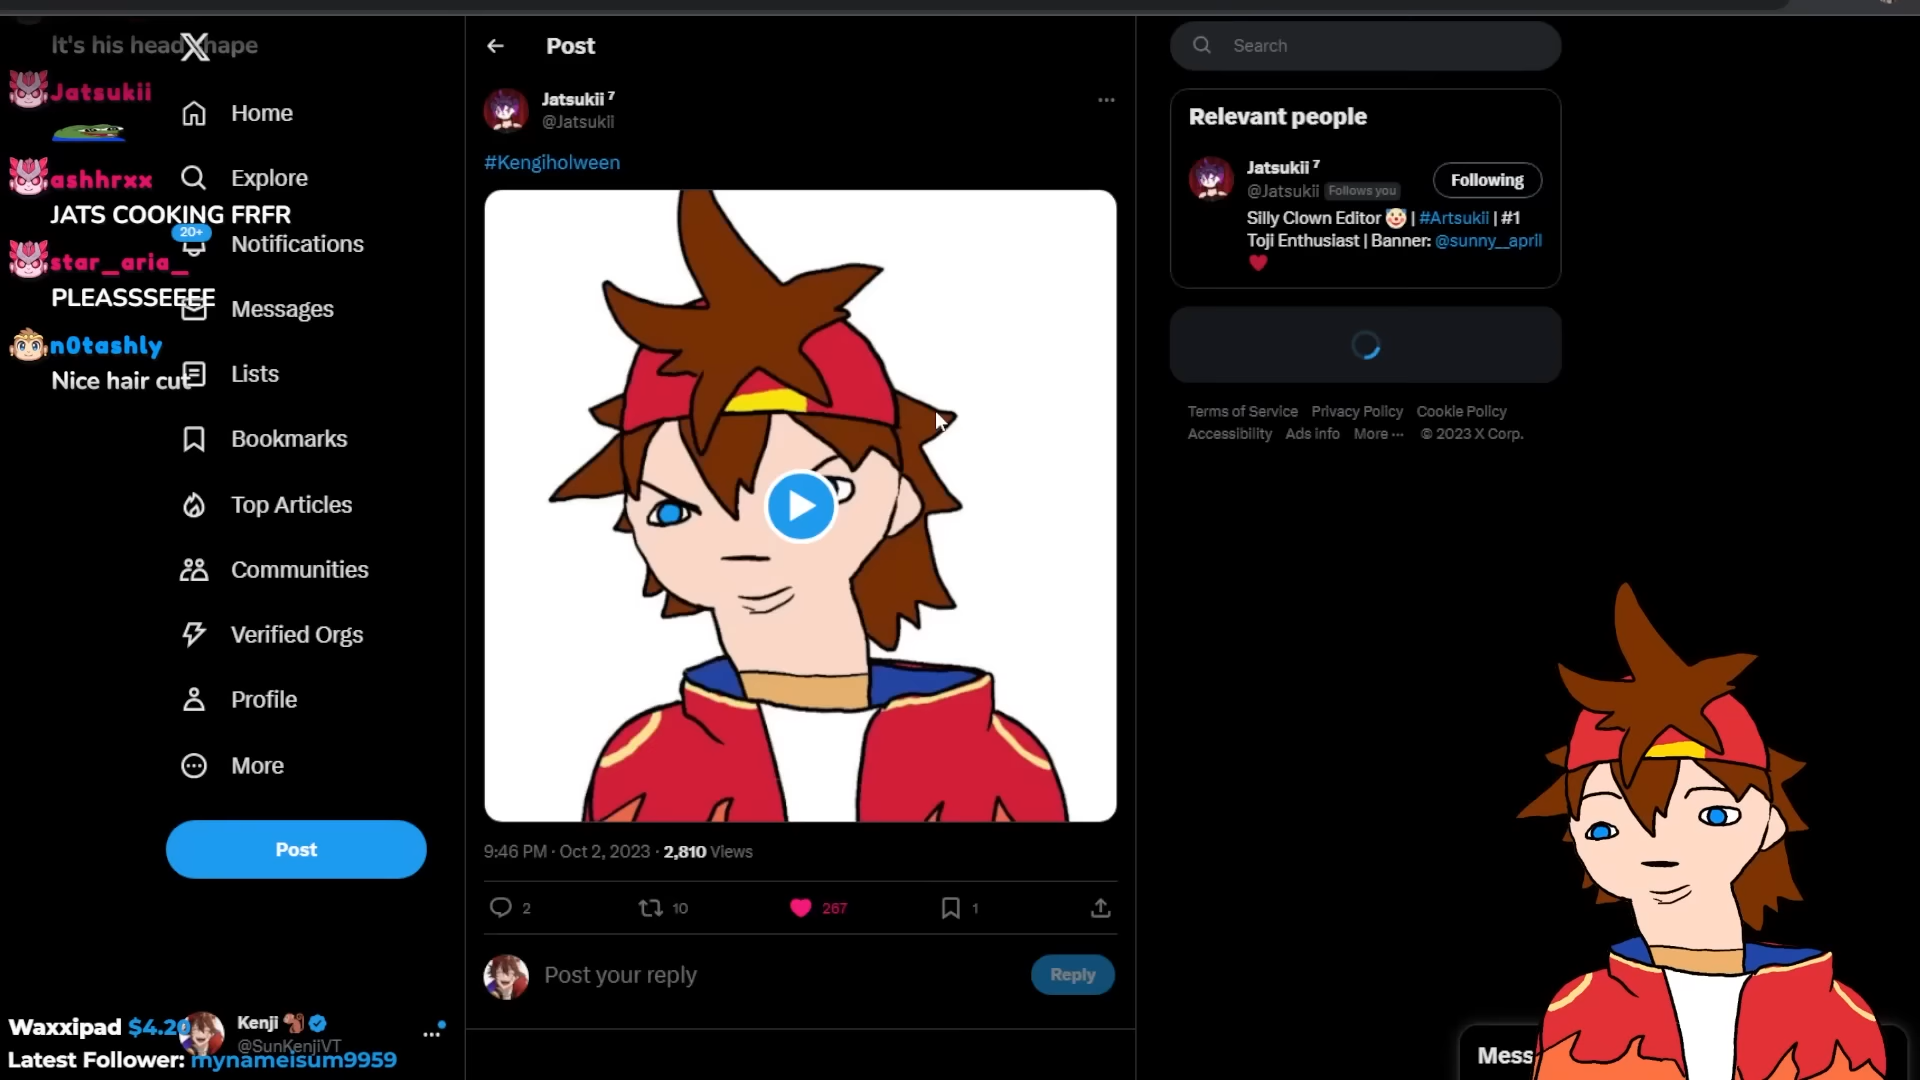 It's his head shape
Jatsukii
ashhrxx
JATS COOKING FRFR
star_aria_
PLEASSSEEEE
n0tashly
Nice hair cut
Home
Explore
20+
Notifications
Messages
Lists
Bookmarks
Top Articles
Communities
Verified Orgs
Profile
More
Post
Waxxipad $4.20
Kenji
@SunKenjiVT
Latest Follower: mynameisum9959
Post
Jatsukii 7
@Jatsukii
#Kengiholween
9:46 PM · Oct 2, 2023 · 2,810 Views
2 10 267 1
Post your reply
Reply
Search
Relevant people
Jatsukii 7
@Jatsukii Follows you
Following
Silly Clown Editor 🤡 | #Artsukii | #1
Toji Enthusiast | Banner: @sunny__april
♥
Terms of Service Privacy Policy Cookie Policy
Accessibility Ads info More ··· © 2023 X Corp.
Mess